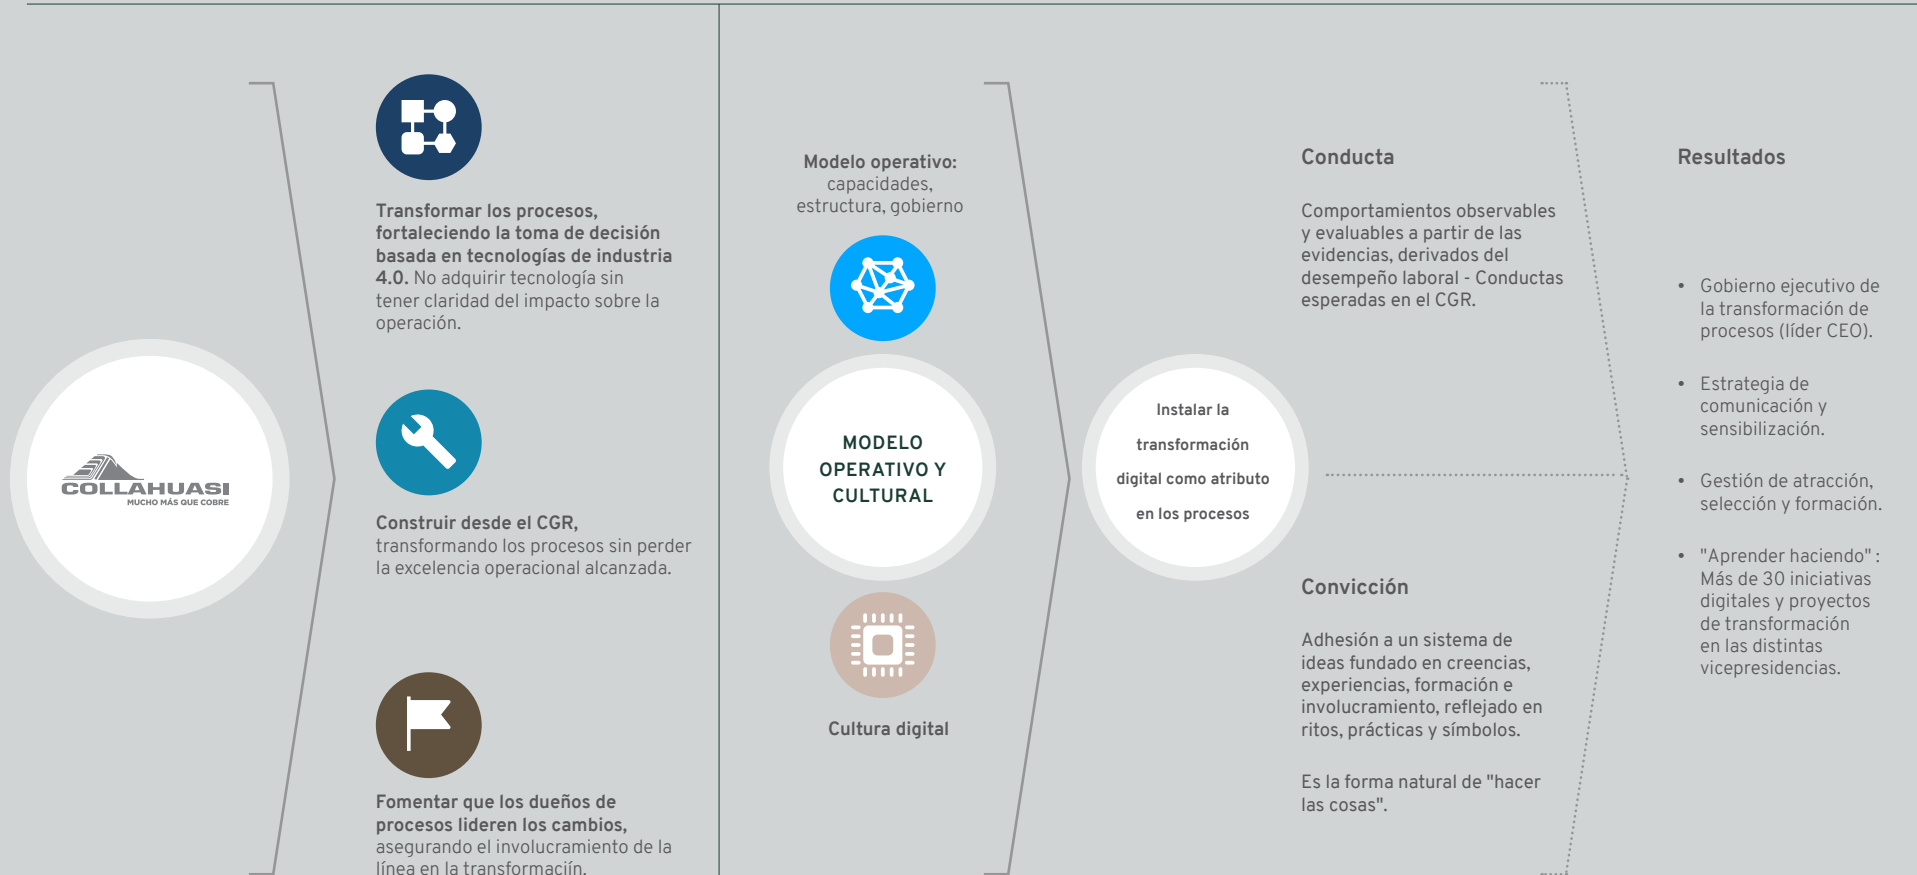 COLLAHUASI
MUCHO MÁS QUE COBRE
Transformar los procesos,
fortaleciendo la toma de decisión
basada en tecnologías de industria
4.0. No adquirir tecnología sin
tener claridad del impacto sobre la
operación.
Construir desde el CGR,
transformando los procesos sin perder
la excelencia operacional alcanzada.
Fomentar que los dueños de
procesos lideren los cambios,
asegurando el involucramiento de la
línea en la transformaciín.
Modelo operativo:
capacidades,
estructura, gobierno
MODELO
OPERATIVO Y
CULTURAL
Cultura digital
Instalar la
transformación
digital como atributo
en los procesos
Conducta
Comportamientos observables
y evaluables a partir de las
evidencias, derivados del
desempeño laboral - Conductas
esperadas en el CGR.
Convicción
Adhesión a un sistema de
ideas fundado en creencias,
experiencias, formación e
involucramiento, reflejado en
ritos, prácticas y símbolos.
Es la forma natural de "hacer
las cosas".
Resultados
• Gobierno ejecutivo de
la transformación de
procesos (líder CEO).
• Estrategia de
comunicación y
sensibilización.
• Gestión de atracción,
selección y formación.
• "Aprender haciendo" :
Más de 30 iniciativas
digitales y proyectos
de transformación
en las distintas
vicepresidencias.